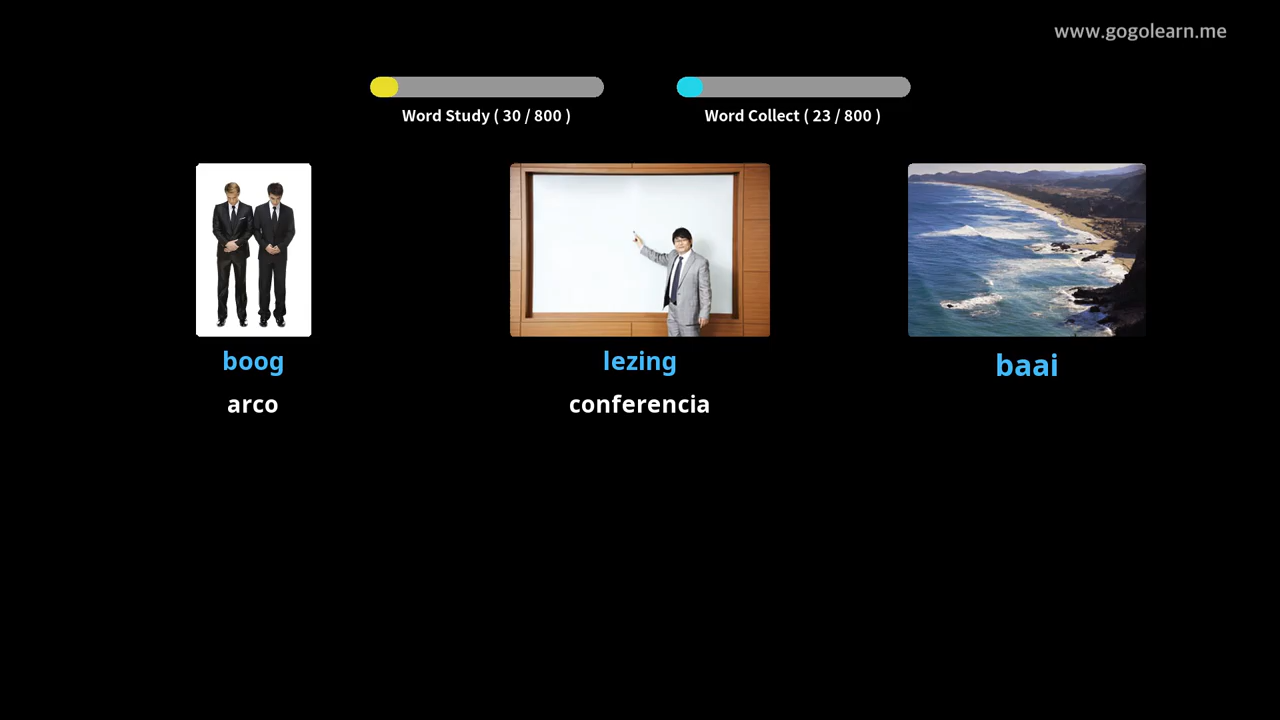 www.gogolearn.me
Word Study ( 30 / 800 )
Word Collect ( 23 / 800 )
boog
arco
lezing
conferencia
baai